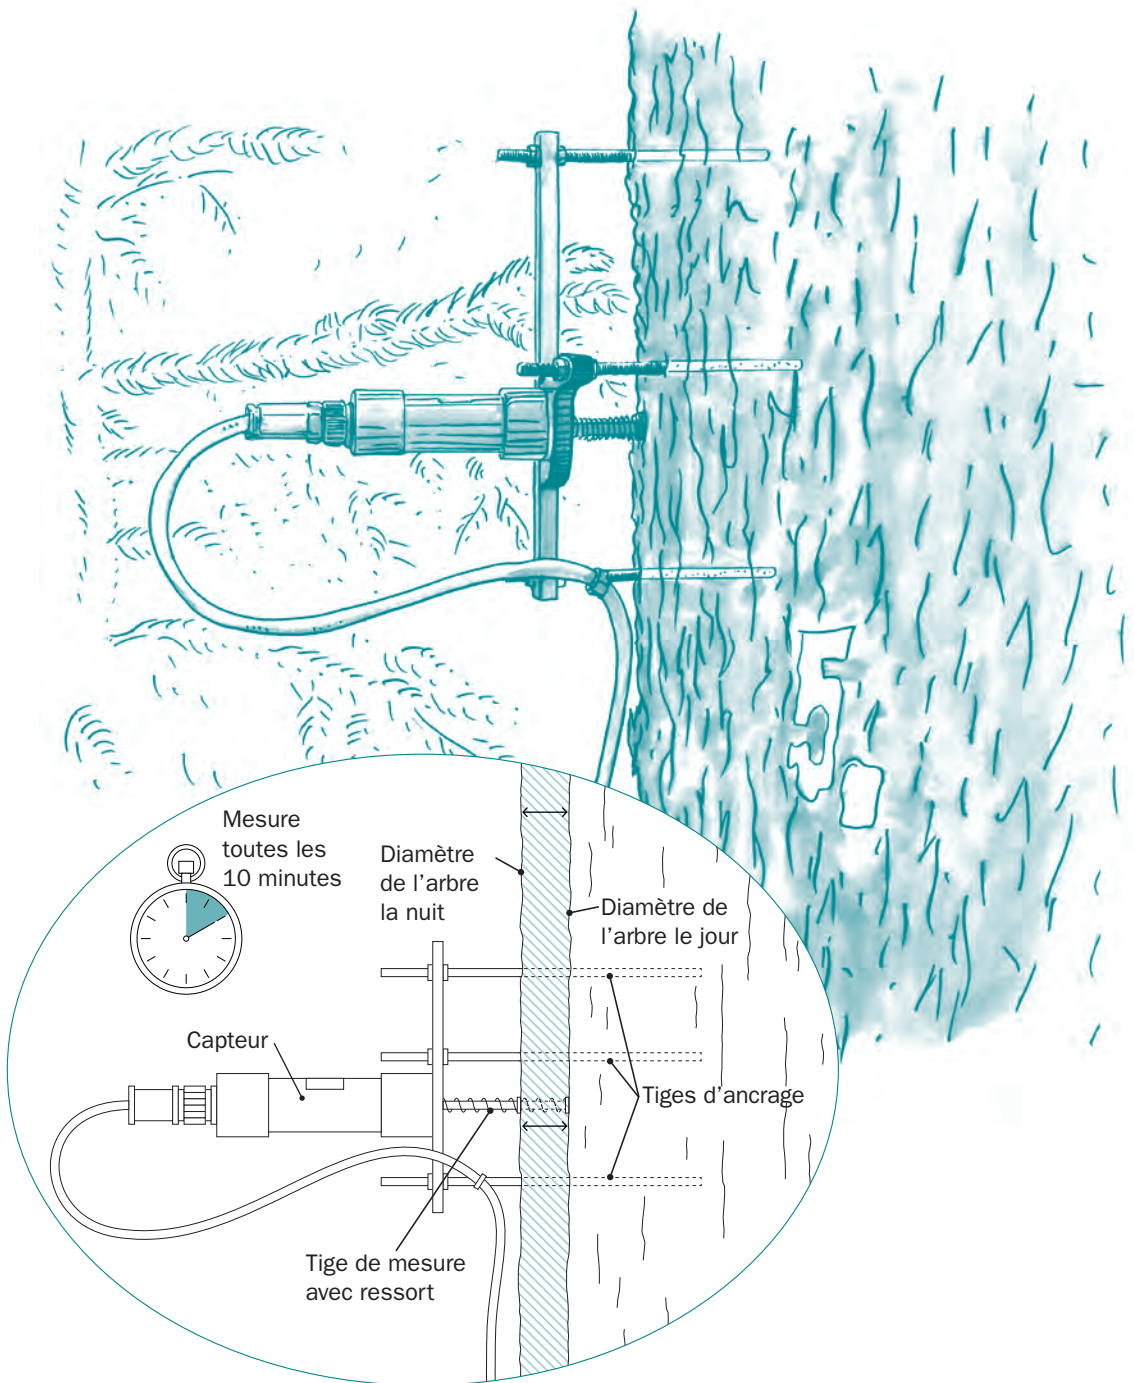 Mesure
toutes les
10 minutes
Diamètre
de l'arbre
la nuit
Diamètre de
l'arbre le jour
Capteur
Tiges d'ancrage
Tige de mesure
avec ressort